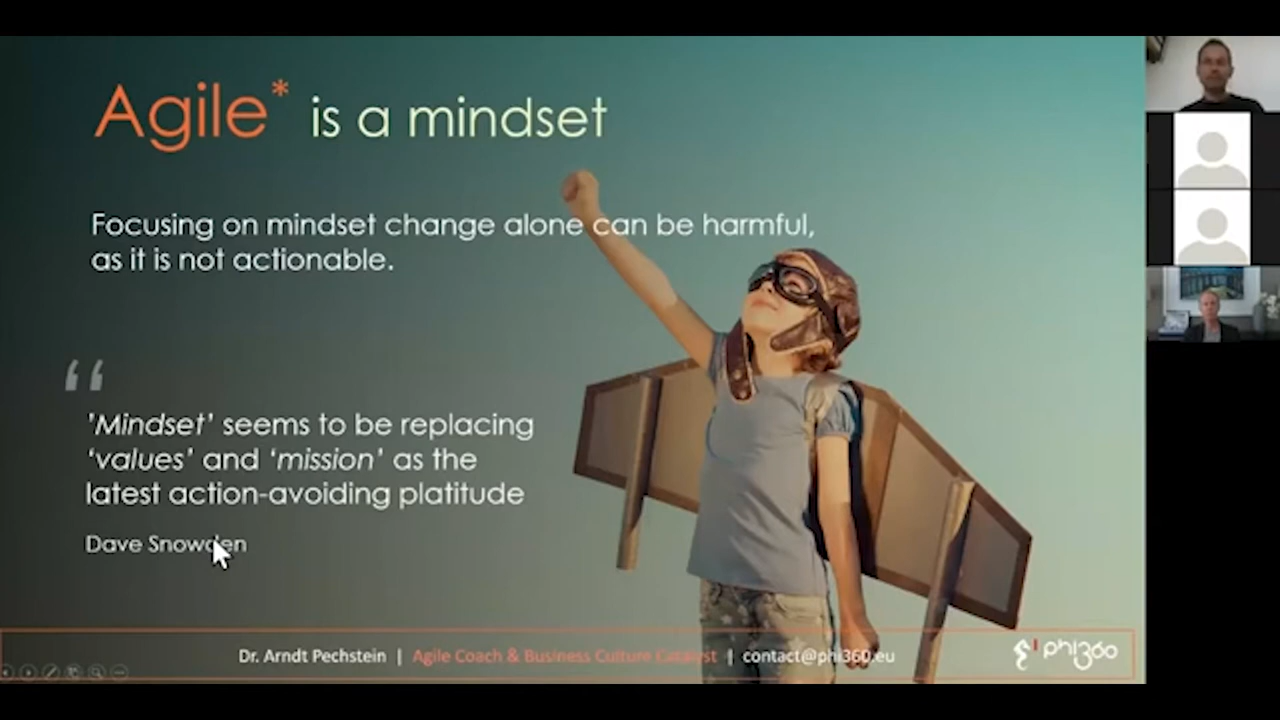 Agile* is a mindset
Focusing on mindset change alone can be harmful,
as it is not actionable.
“
’Mindset’ seems to be replacing
‘values’ and ‘mission’ as the
latest action-avoiding platitude
Dave Snowden
Dr. Arndt Pechstein | Agile Coach & Business Culture Catalyst | contact@phi360.eu
phi360